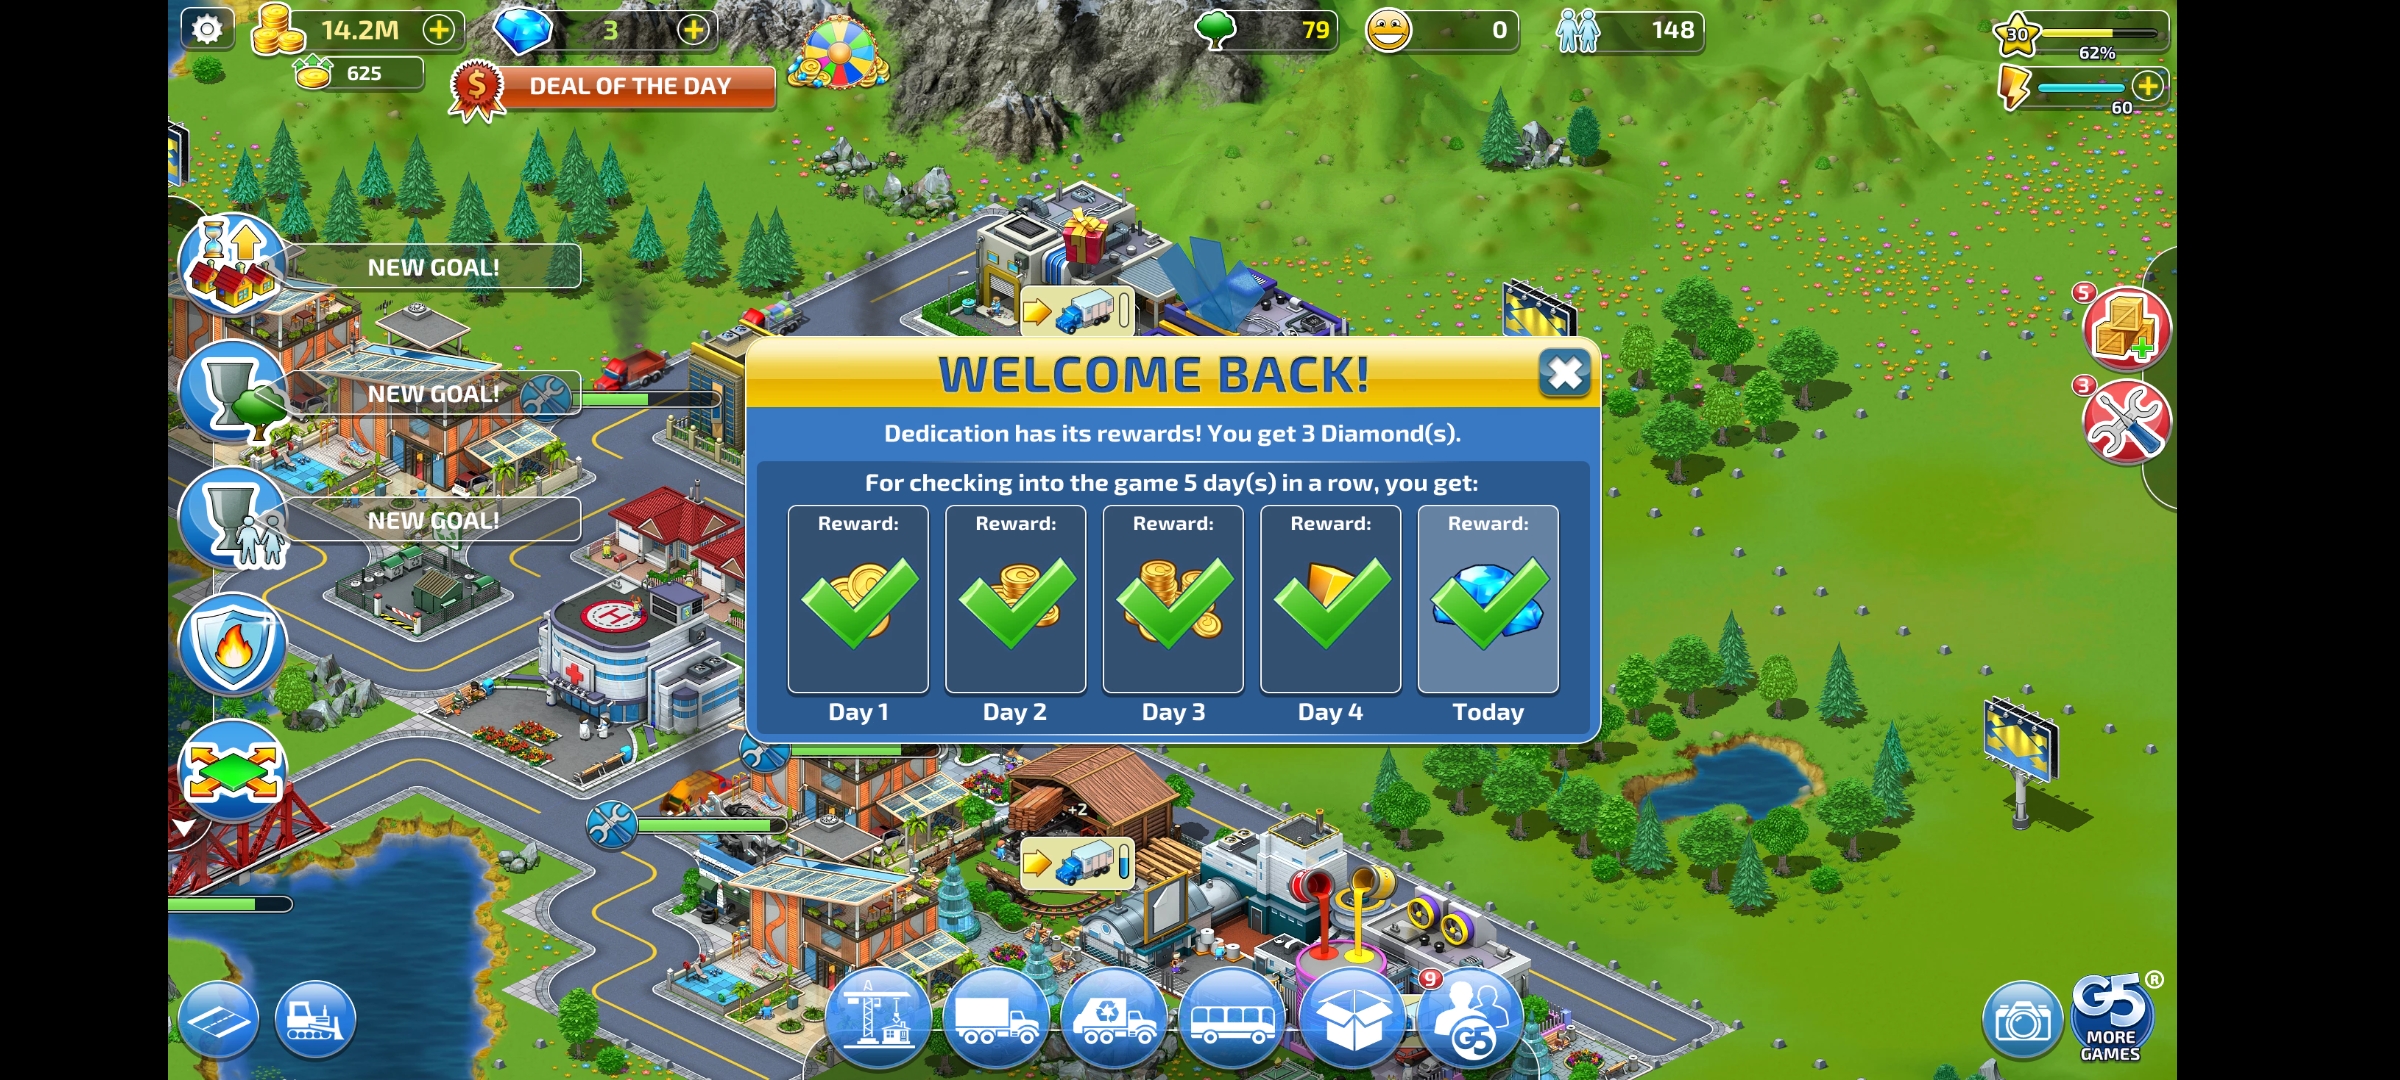 14.2M
3
79
0
148
30
62%
625
DEAL OF THE DAY
60
NEW GOAL!
NEW GOAL!
NEW GOAL!
5
3
WELCOME BACK!
Dedication has its rewards! You get 3 Diamond(s).
For checking into the game 5 day(s) in a row, you get:
Reward:
Reward:
Reward:
Reward:
Reward:
Day 1
Day 2
Day 3
Day 4
Today
H
+2
9
G5
G5®
MORE
GAMES